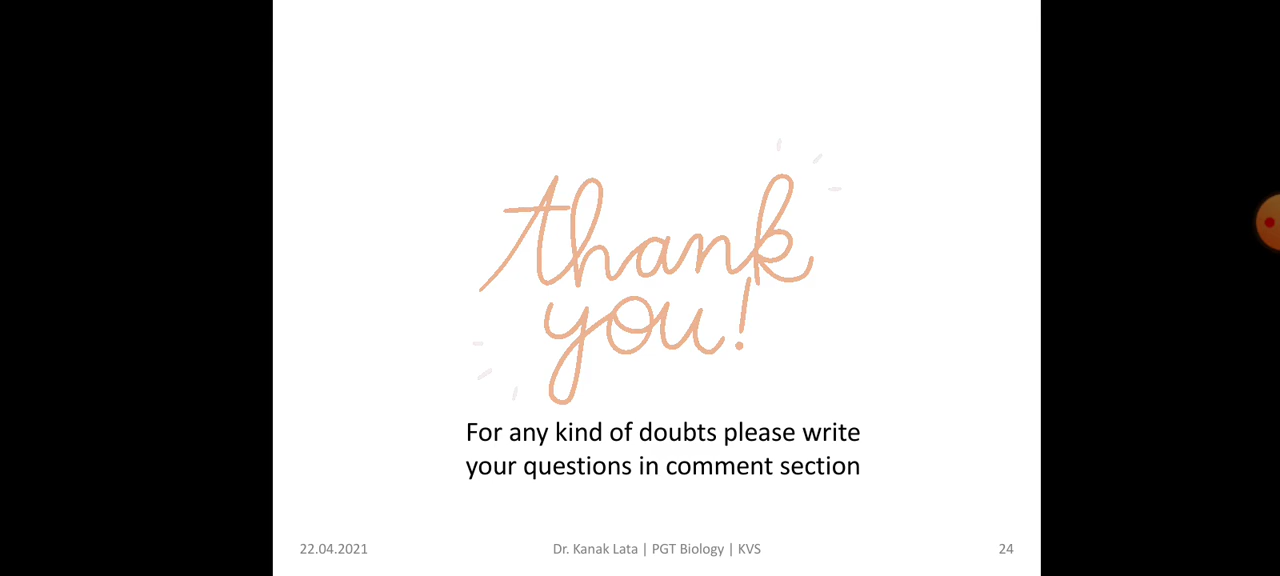 thank
you!
For any kind of doubts please write
your questions in comment section
22.04.2021
Dr. Kanak Lata | PGT Biology | KVS
24